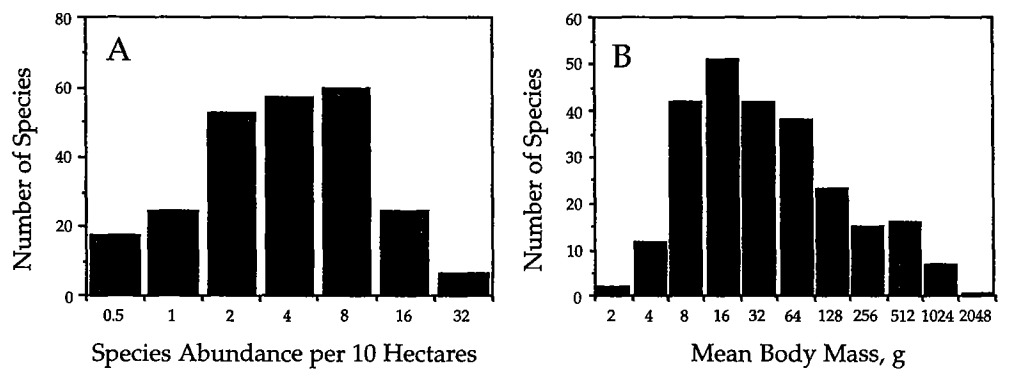 A
Number of Species
80
60
40
20
0
0.5 1 2 4 8 16 32
Species Abundance per 10 Hectares
B
Number of Species
60
50
40
30
20
10
0
2 4 8 16 32 64 128 256 512 1024 2048
Mean Body Mass, g